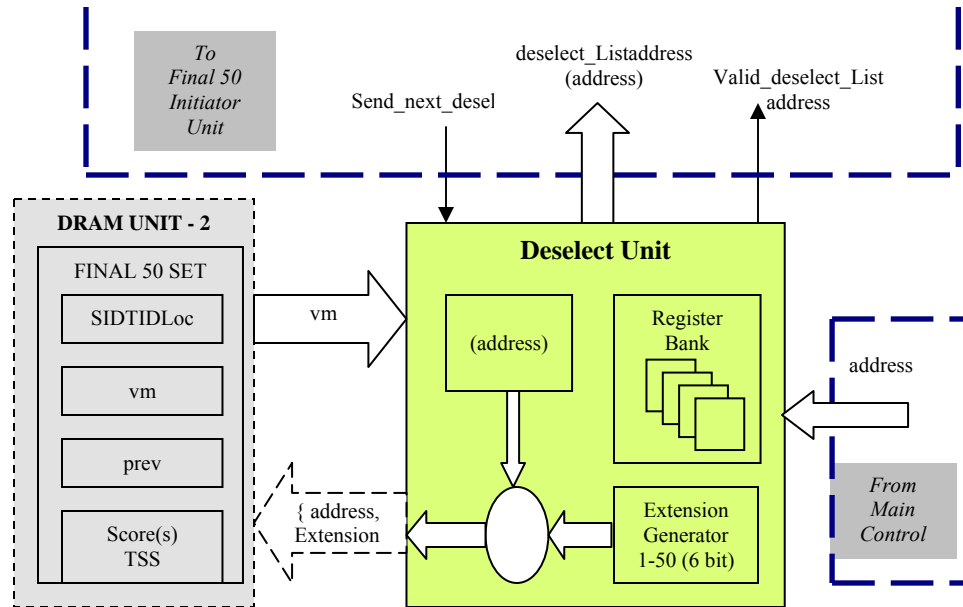 To
Final 50
Initiator
Unit
deselect_Listaddress
(address)
Send_next_desel
Valid_deselect_List
address
DRAM UNIT - 2
FINAL 50 SET
SIDTIDLoc
vm
prev
Score(s)
TSS
vm
Deselect Unit
(address)
Register
Bank
address
{ address,
Extension
Extension
Generator
1-50 (6 bit)
From
Main
Control